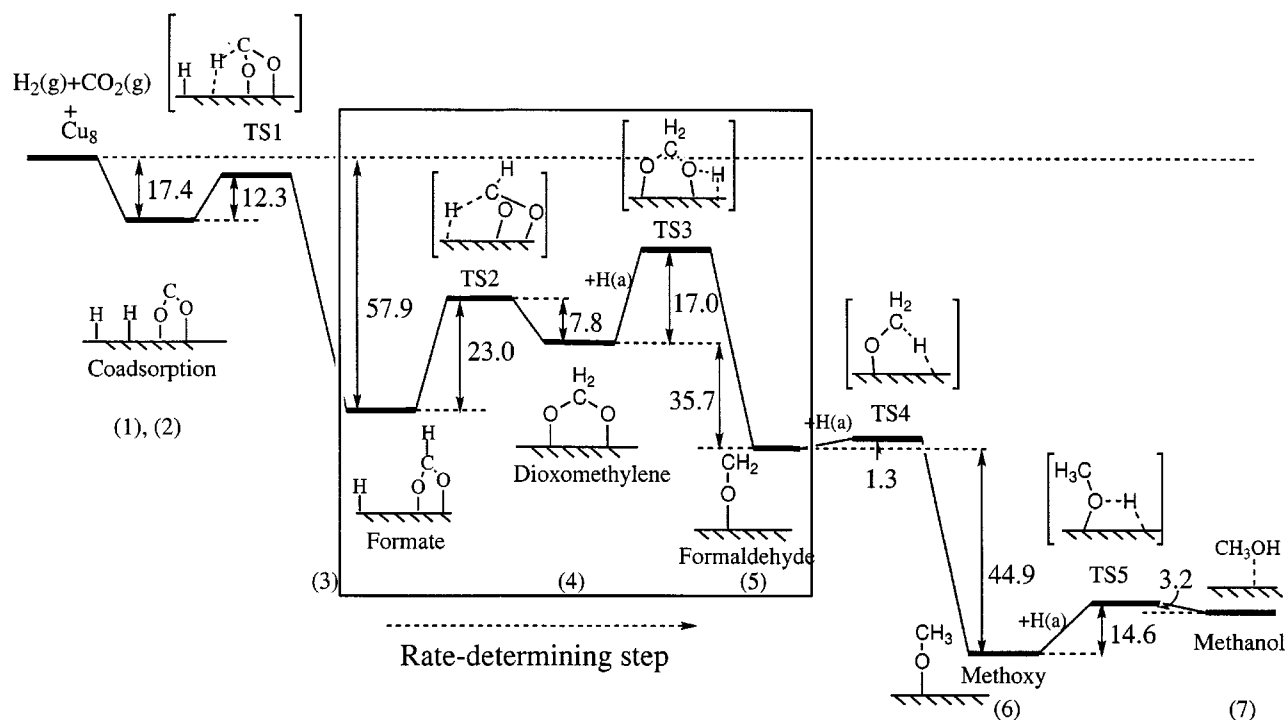 H₂(g)+CO₂(g)
+
Cu₈
H
H
C
O
O
TS1
17.4
12.3
H
H
C
O
O
Coadsorption
(1), (2)
57.9
H
H
C
O
O
TS2
23.0
7.8
H
H
C
O
O
Formate
(3)
H₂
C
O
O
Dioxomethylene
(4)
+H(a)
H₂
C
O
O
H
TS3
17.0
35.7
CH₂
O
Formaldehyde
(5)
Rate-determining step
+H(a)
H₂
C
O
H
TS4
1.3
44.9
CH₃
O
Methoxy
(6)
+H(a)
H₃C
O
H
TS5
14.6
3.2
CH₃OH
Methanol
(7)